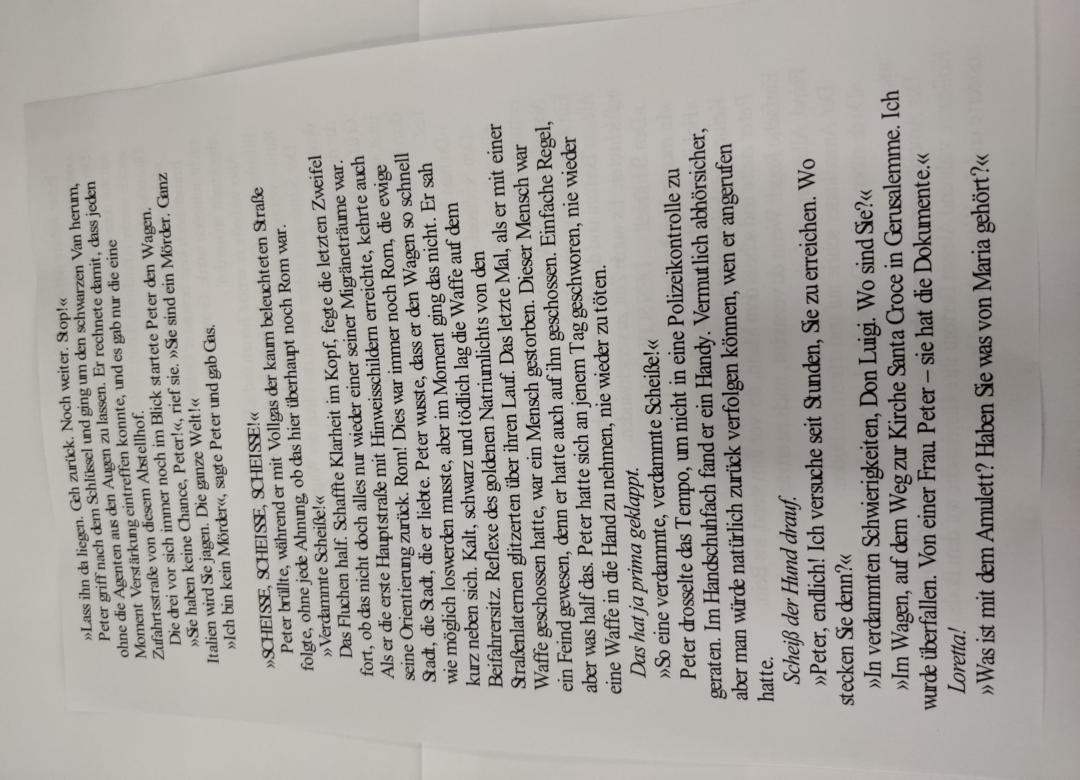 »Lass ihn da liegen. Geh zurück. Noch weiter. Stop!«
Peter griff nach dem Schlüssel und ging um den schwarzen Van herum,
ohne die Agenten aus den Augen zu lassen. Er rechnete damit, dass jeden
Moment Verstärkung eintreffen konnte, und es gab nur die eine
Zufahrtsstraße von diesem Abstellhof.
Die drei vor sich immer noch im Blick startete Peter den Wagen.
»Sie haben keine Chance, Peter!«, rief sie. »Sie sind ein Mörder. Ganz
Italien wird Sie jagen. Die ganze Welt!«
»Ich bin kein Mörder«, sagte Peter und gab Gas.
»SCHEISSE, SCHEISSE, SCHEISSE!«
Peter brüllte, während er mit Vollgas der kaum beleuchteten Straße
folgte, ohne jede Ahnung, ob das hier überhaupt noch Rom war.
»Verdammte Scheiße!«
Das Fluchen half. Schaffte Klarheit im Kopf, fegte die letzten Zweifel
fort, ob das nicht doch alles nur wieder einer seiner Migräneträume war.
Als er die erste Hauptstraße mit Hinweisschildern erreichte, kehrte auch
seine Orientierung zurück. Rom! Dies war immer noch Rom, die ewige
Stadt, die Stadt, die er liebte. Peter wusste, dass er den Wagen so schnell
wie möglich loswerden musste, aber im Moment ging das nicht. Er sah
kurz neben sich. Kalt, schwarz und tödlich lag die Waffe auf dem
Beifahrersitz. Reflexe des goldenen Natriumlichts von den
Straßenlaternen glitzerten über ihren Lauf. Das letzte Mal, als er mit einer
Waffe geschossen hatte, war ein Mensch gestorben. Dieser Mensch war
ein Feind gewesen, denn er hatte auch auf ihn geschossen. Einfache Regel,
aber was half das. Peter hatte sich an jenem Tag geschworen, nie wieder
eine Waffe in die Hand zu nehmen, nie wieder zu töten.
Das hat ja prima geklappt.
»So eine verdammte, verdammte Scheiße!«
Peter drosselte das Tempo, um nicht in eine Polizeikontrolle zu
geraten. Im Handschuhfach fand er ein Handy. Vermutlich abhörsicher,
aber man würde natürlich zurück verfolgen können, wen er angerufen
hatte.
Scheiß der Hund drauf.
»Peter, endlich! Ich versuche seit Stunden, Sie zu erreichen. Wo
stecken Sie denn?«
»In verdammten Schwierigkeiten, Don Luigi. Wo sind Sie?«
»Im Wagen, auf dem Weg zur Kirche Santa Croce in Gerusalemme. Ich
wurde überfallen. Von einer Frau. Peter – sie hat die Dokumente.«
Loretta!
»Was ist mit dem Amulett? Haben Sie was von Maria gehört?«